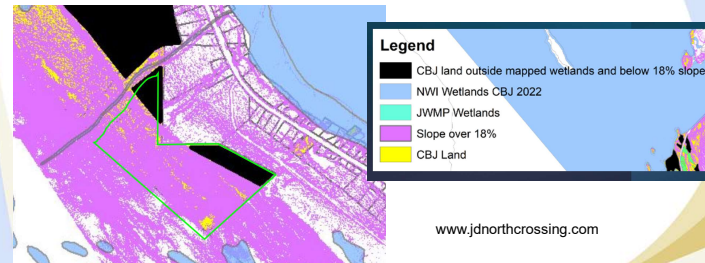 Legend
CBJ land outside mapped wetlands and below 18% slope
NWI Wetlands CBJ 2022
JWMP Wetlands
Slope over 18%
CBJ Land
www.jdnorthcrossing.com